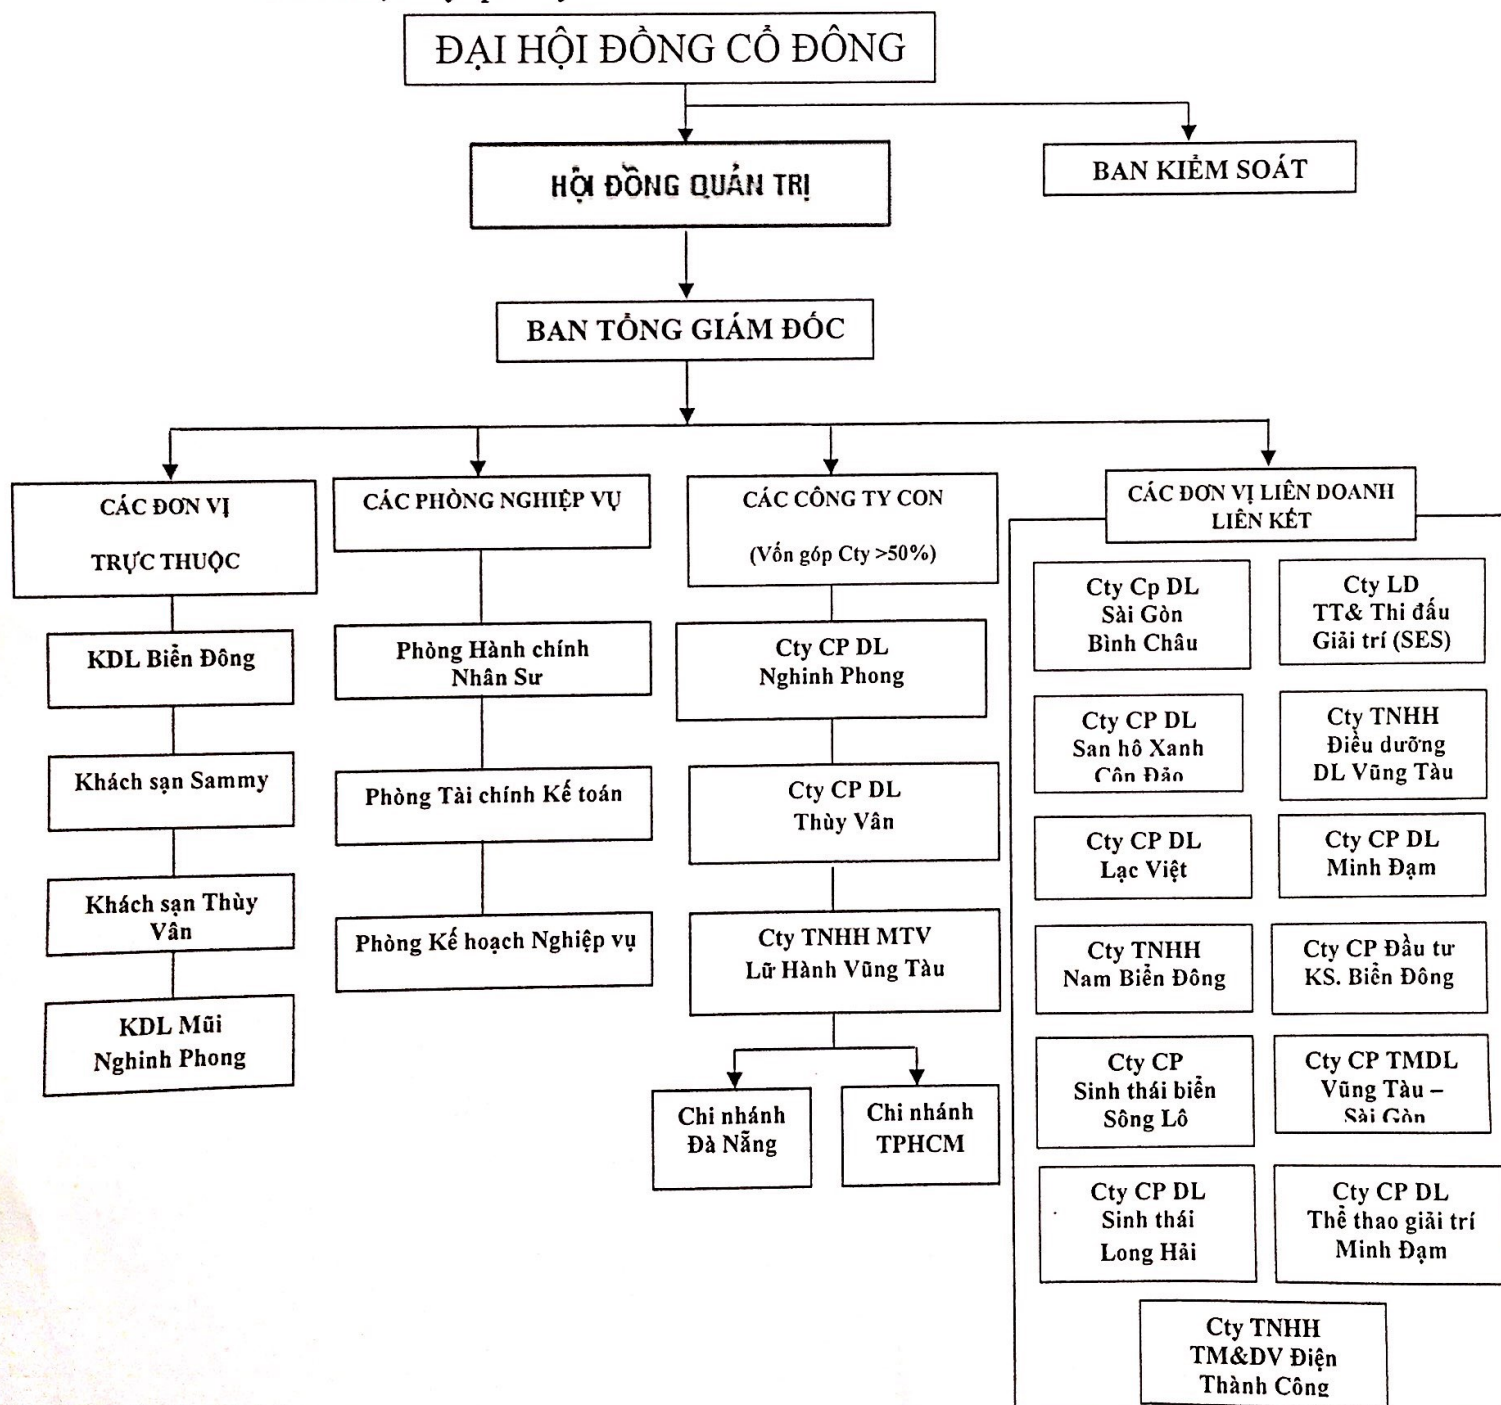 ĐẠI HỘI ĐỒNG CỔ ĐÔNG
HỘI ĐỒNG QUẢN TRỊ
BAN KIỂM SOÁT
BAN TỔNG GIÁM ĐỐC
CÁC ĐƠN VỊ
TRỰC THUỘC
KDL Biển Đông
Khách sạn Sammy
Khách sạn Thùy
Vân
KDL Mũi
Nghinh Phong
CÁC PHÒNG NGHIỆP VỤ
Phòng Hành chính
Nhân Sư
Phòng Tài chính Kế toán
Phòng Kế hoạch Nghiệp vụ
CÁC CÔNG TY CON
(Vốn góp Cty >50%)
Cty CP DL
Nghinh Phong
Cty CP DL
Thùy Vân
Cty TNHH MTV
Lữ Hành Vũng Tàu
Chi nhánh
Đà Nẵng
Chi nhánh
TPHCM
CÁC ĐƠN VỊ LIÊN DOANH
LIÊN KẾT
Cty Cp DL
Sài Gòn
Bình Châu
Cty LD
TT& Thi đấu
Giải trí (SES)
Cty CP DL
San hô Xanh
Côn Đảo
Cty TNHH
Điều dưỡng
DL Vũng Tàu
Cty CP DL
Lạc Việt
Cty CP DL
Minh Đạm
Cty TNHH
Nam Biển Đông
Cty CP Đầu tư
KS. Biển Đông
Cty CP
Sinh thái biển
Sông Lô
Cty CP TMDL
Vũng Tàu –
Sài Gòn
Cty CP DL
Sinh thái
Long Hải
Cty CP DL
Thể thao giải trí
Minh Đạm
Cty TNHH
TM&DV Điện
Thành Công